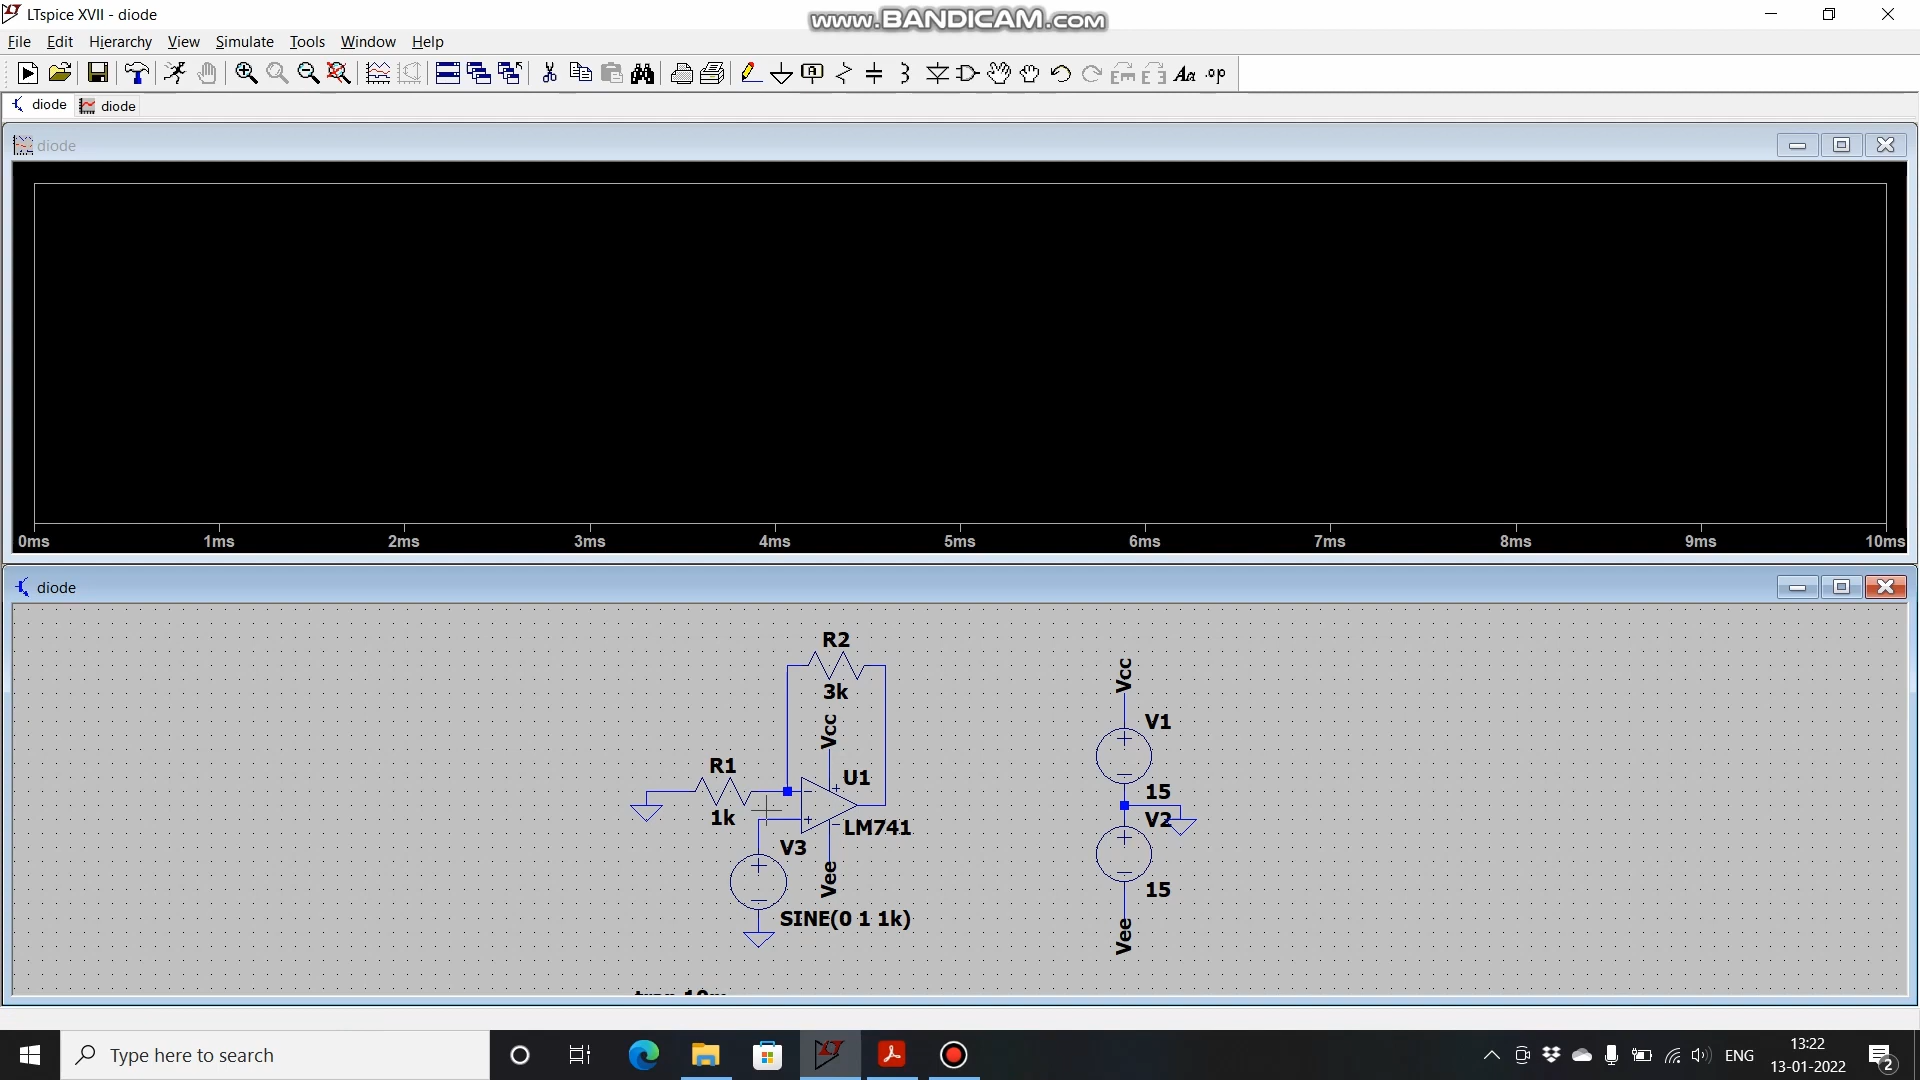 LTspice XVII - diode
www.BANDICAM.com
File Edit Hierarchy View Simulate Tools Window Help
Aa .op
diode diode
diode
0ms 1ms 2ms 3ms 4ms 5ms 6ms 7ms 8ms 9ms 10ms
diode
R2
3k
Vcc
Vcc
V1
R1
U1
15
1k
LM741
V2
V3
Vee
15
SINE(0 1 1k)
Vee
Type here to search
ENG
13:22
13-01-2022
2